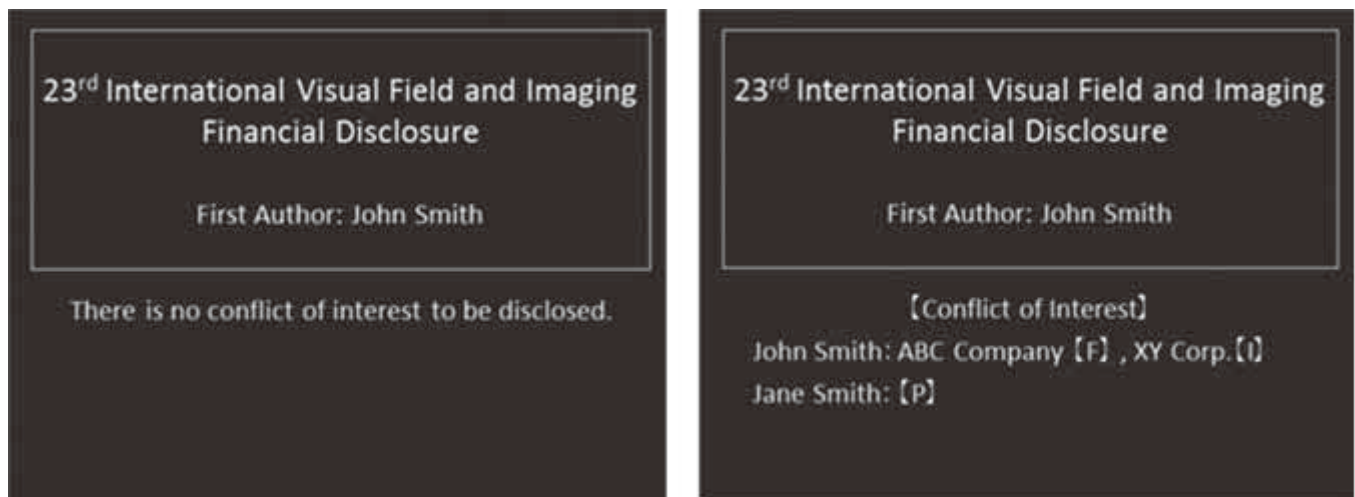 23rd International Visual Field and Imaging
Financial Disclosure
First Author: John Smith
There is no conflict of interest to be disclosed.
23rd International Visual Field and Imaging
Financial Disclosure
First Author: John Smith
【Conflict of Interest】
John Smith: ABC Company【F】, XY Corp.【I】
Jane Smith:【P】